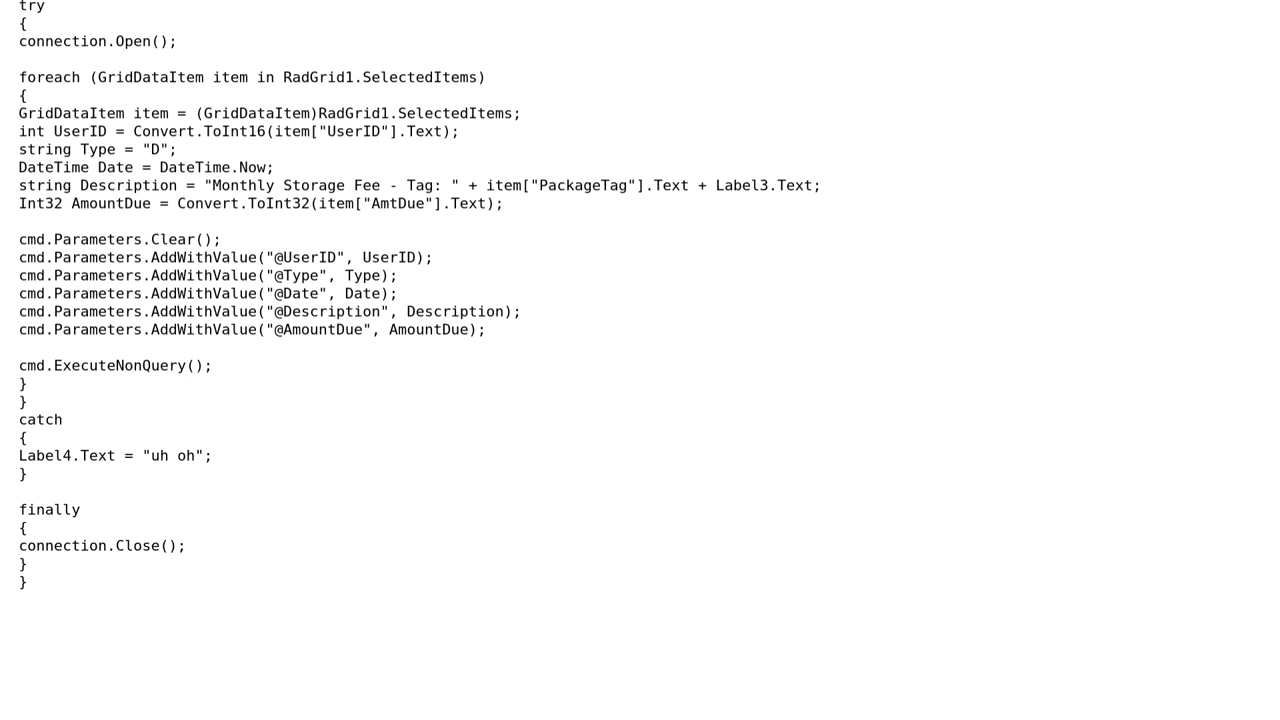 try
{
connection.Open();
foreach (GridDataItem item in RadGrid1.SelectedItems)
{
GridDataItem item = (GridDataItem)RadGrid1.SelectedItems;
int UserID = Convert.ToInt16(item["UserID"].Text);
string Type = "D";
DateTime Date = DateTime.Now;
string Description = "Monthly Storage Fee - Tag: " + item["PackageTag"].Text + Label3.Text;
Int32 AmountDue = Convert.ToInt32(item["AmtDue"].Text);
cmd.Parameters.Clear();
cmd.Parameters.AddWithValue("@UserID", UserID);
cmd.Parameters.AddWithValue("@Type", Type);
cmd.Parameters.AddWithValue("@Date", Date);
cmd.Parameters.AddWithValue("@Description", Description);
cmd.Parameters.AddWithValue("@AmountDue", AmountDue);
cmd.ExecuteNonQuery();
}
}
catch
{
Label4.Text = "uh oh";
}
finally
{
connection.Close();
}
}